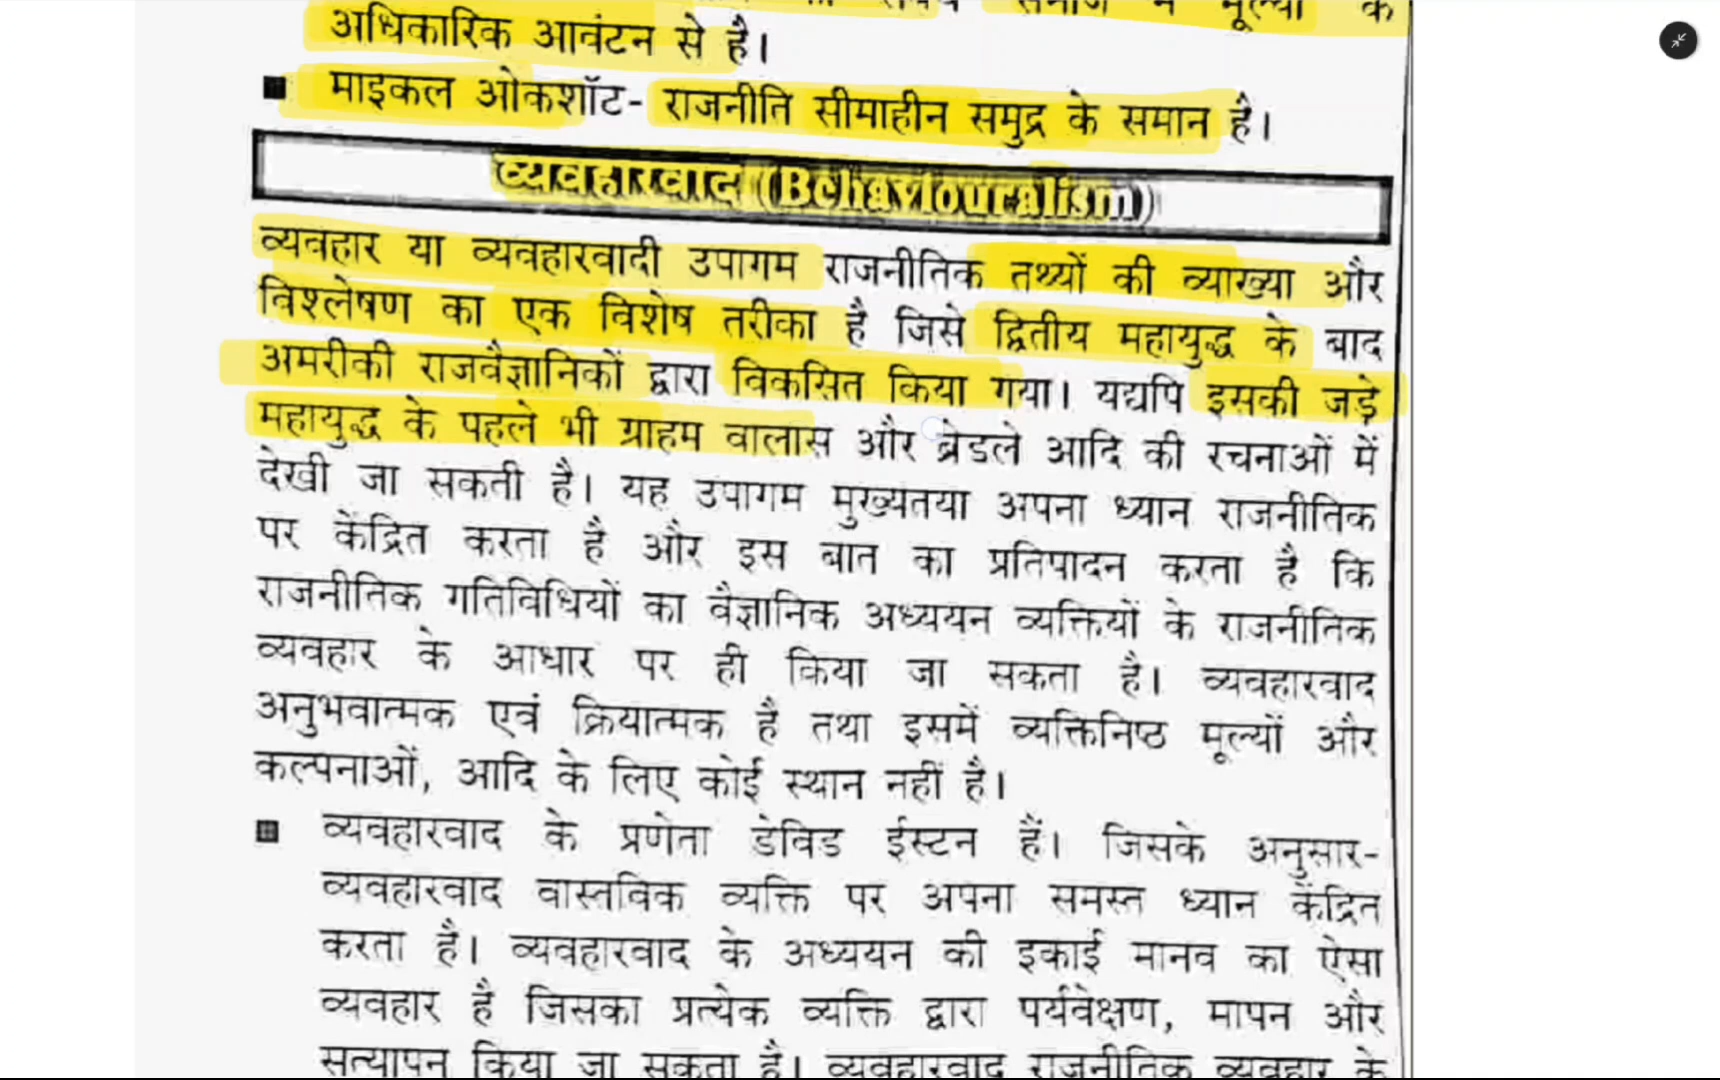 समाज में मूल्यों के
अधिकारिक आवंटन से है।
■ माइकल ओकशॉट- राजनीति सीमाहीन समुद्र के समान है।
व्यवहारवाद (Behaviouralism)
व्यवहार या व्यवहारवादी उपागम राजनीतिक तथ्यों की व्याख्या और
विश्लेषण का एक विशेष तरीका है जिसे द्वितीय महायुद्ध के बाद
अमरीकी राजवैज्ञानिकों द्वारा विकसित किया गया। यद्यपि इसकी जड़े
महायुद्ध के पहले भी ग्राहम वालास और ब्रेडले आदि की रचनाओं में
देखी जा सकती है। यह उपागम मुख्यतया अपना ध्यान राजनीतिक
पर केंद्रित करता है और इस बात का प्रतिपादन करता है कि
राजनीतिक गतिविधियों का वैज्ञानिक अध्ययन व्यक्तियों के राजनीतिक
व्यवहार के आधार पर ही किया जा सकता है। व्यवहारवाद
अनुभवात्मक एवं क्रियात्मक है तथा इसमें व्यक्तिनिष्ठ मूल्यों और
कल्पनाओं, आदि के लिए कोई स्थान नहीं है।
■ व्यवहारवाद के प्रणेता डेविड ईस्टन हैं। जिसके अनुसार-
व्यवहारवाद वास्तविक व्यक्ति पर अपना समस्त ध्यान केंद्रित
करता है। व्यवहारवाद के अध्ययन की इकाई मानव का ऐसा
व्यवहार है जिसका प्रत्येक व्यक्ति द्वारा पर्यवेक्षण, मापन और
सत्यापन किया जा सकता है। व्यवहारवाद राजनीतिक व्यवहार के